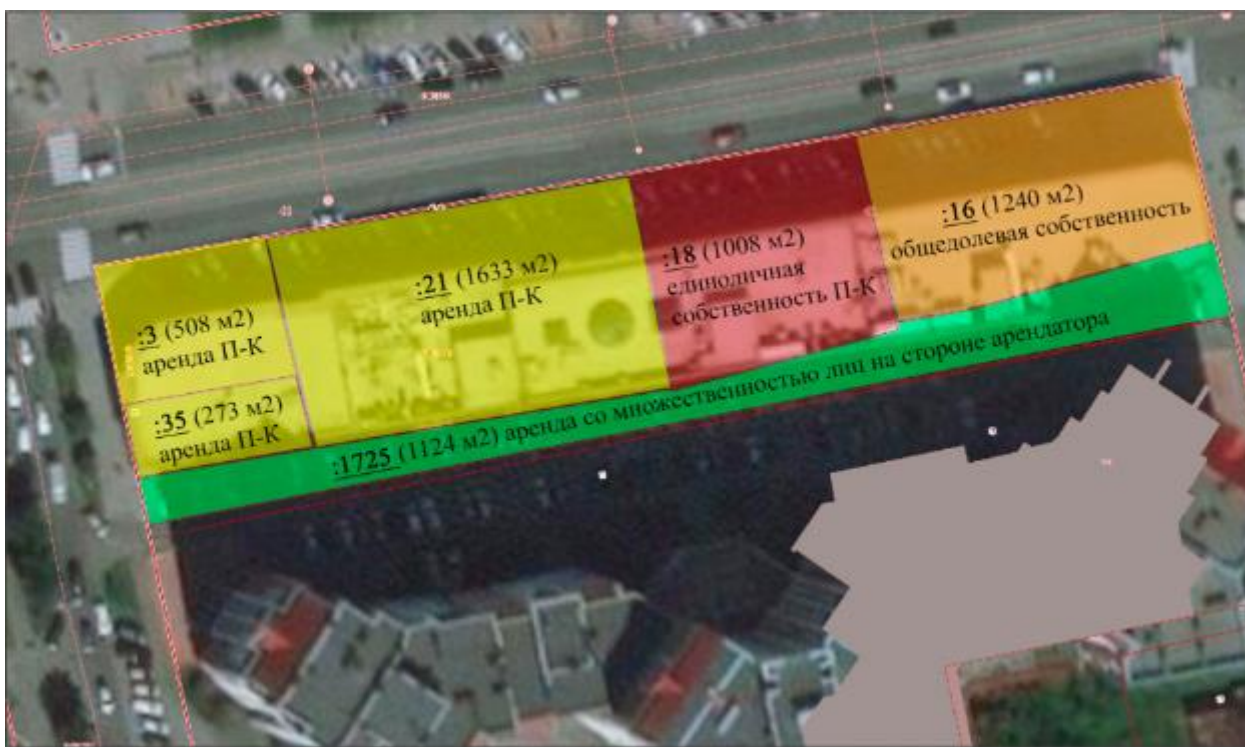 :16 (1240 м2)
общедолевая собственность
:18 (1008 м2)
единоличная
собственность П-К
:21 (1633 м2)
аренда П-К
:3 (508 м2)
аренда П-К
:35 (273 м2)
аренда П-К
:1725 (1124 м2) аренда со множественностью лиц на стороне арендатора